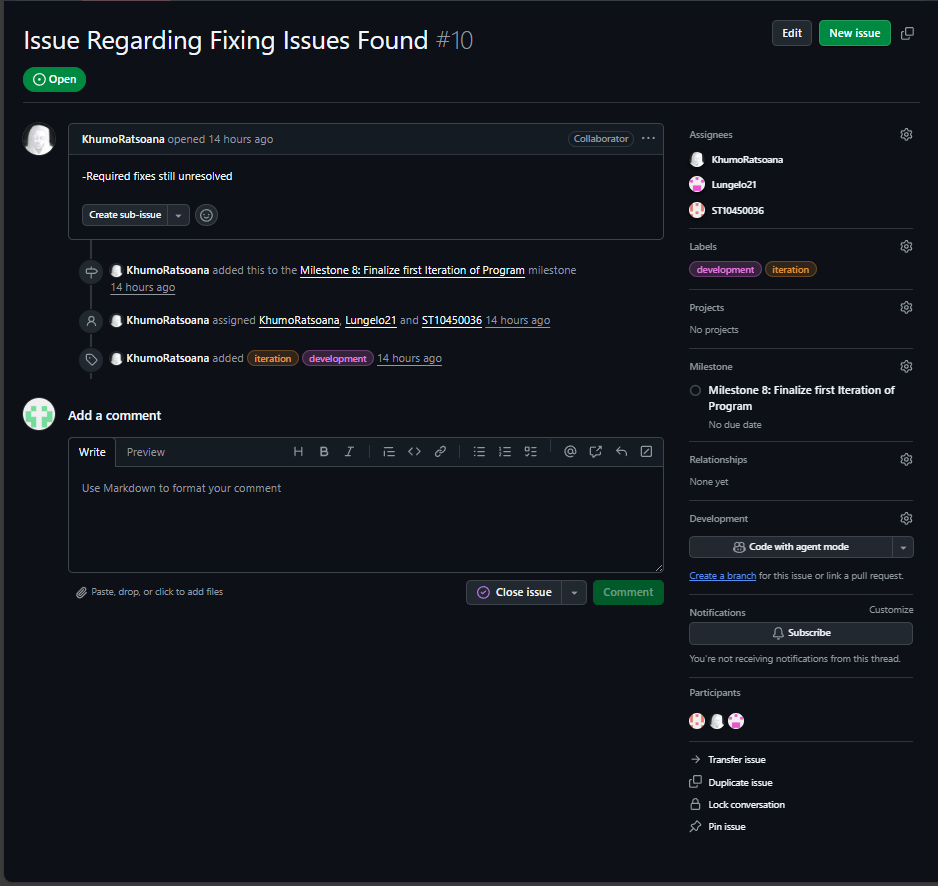 Issue Regarding Fixing Issues Found #10
Edit
New issue
Open
KhumoRatsoana opened 14 hours ago
Collaborator
-Required fixes still unresolved
Create sub-issue
KhumoRatsoana added this to the Milestone 8: Finalize first Iteration of Program milestone
14 hours ago
KhumoRatsoana assigned KhumoRatsoana, Lungelo21 and ST10450036 14 hours ago
KhumoRatsoana added iteration development 14 hours ago
Add a comment
Write Preview
Use Markdown to format your comment
Paste, drop, or click to add files
Close issue
Comment
Assignees
KhumoRatsoana
Lungelo21
ST10450036
Labels
development iteration
Projects
No projects
Milestone
Milestone 8: Finalize first Iteration of
Program
No due date
Relationships
None yet
Development
Code with agent mode
Create a branch for this issue or link a pull request.
Notifications
Customize
Subscribe
You're not receiving notifications from this thread.
Participants
Transfer issue
Duplicate issue
Lock conversation
Pin issue